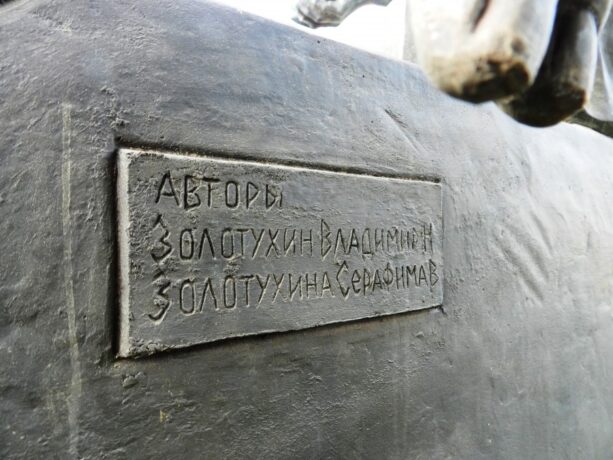 АВТОРЫ
ЗОЛОТУХИН ВЛАДИМИР Н
ЗОЛОТУХИНА СЕРАФИМА В